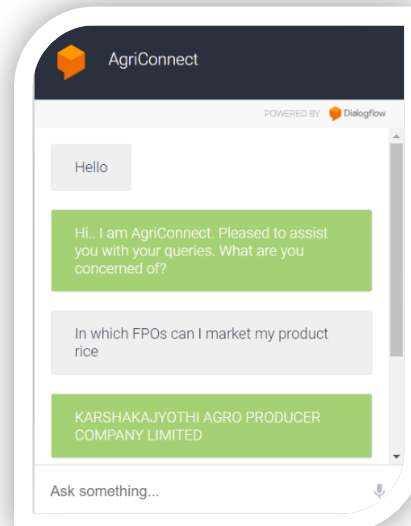 AgriConnect
POWERED BY Dialogflow
Hello
Hi.. I am AgriConnect. Pleased to assist
you with your queries. What are you
concerned of?
In which FPOs can I market my product
rice
KARSHAKAJYOTHI AGRO PRODUCER
COMPANY LIMITED
Ask something...